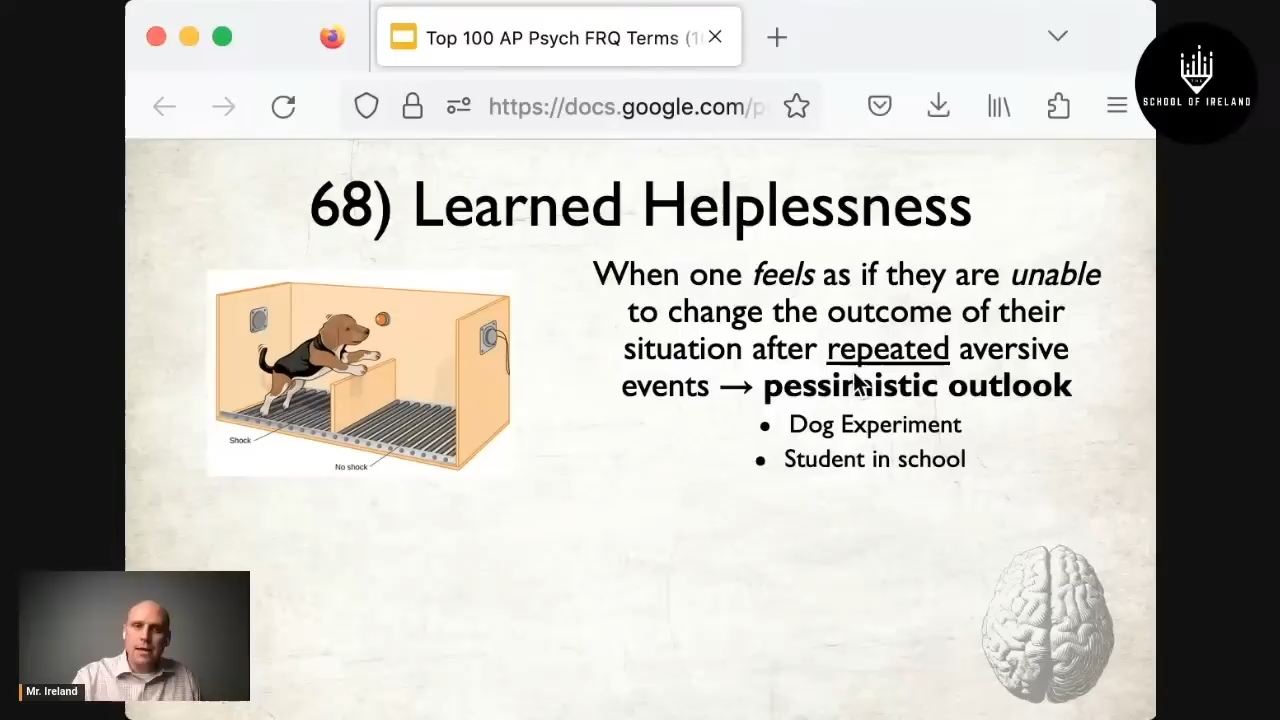 Top 100 AP Psych FRQ Terms (1
https://docs.google.com/p
THE
SCHOOL OF IRELAND
68) Learned Helplessness
When one feels as if they are unable
to change the outcome of their
situation after repeated aversive
events → pessimistic outlook
• Dog Experiment
• Student in school
Shock
No shock
Mr. Ireland